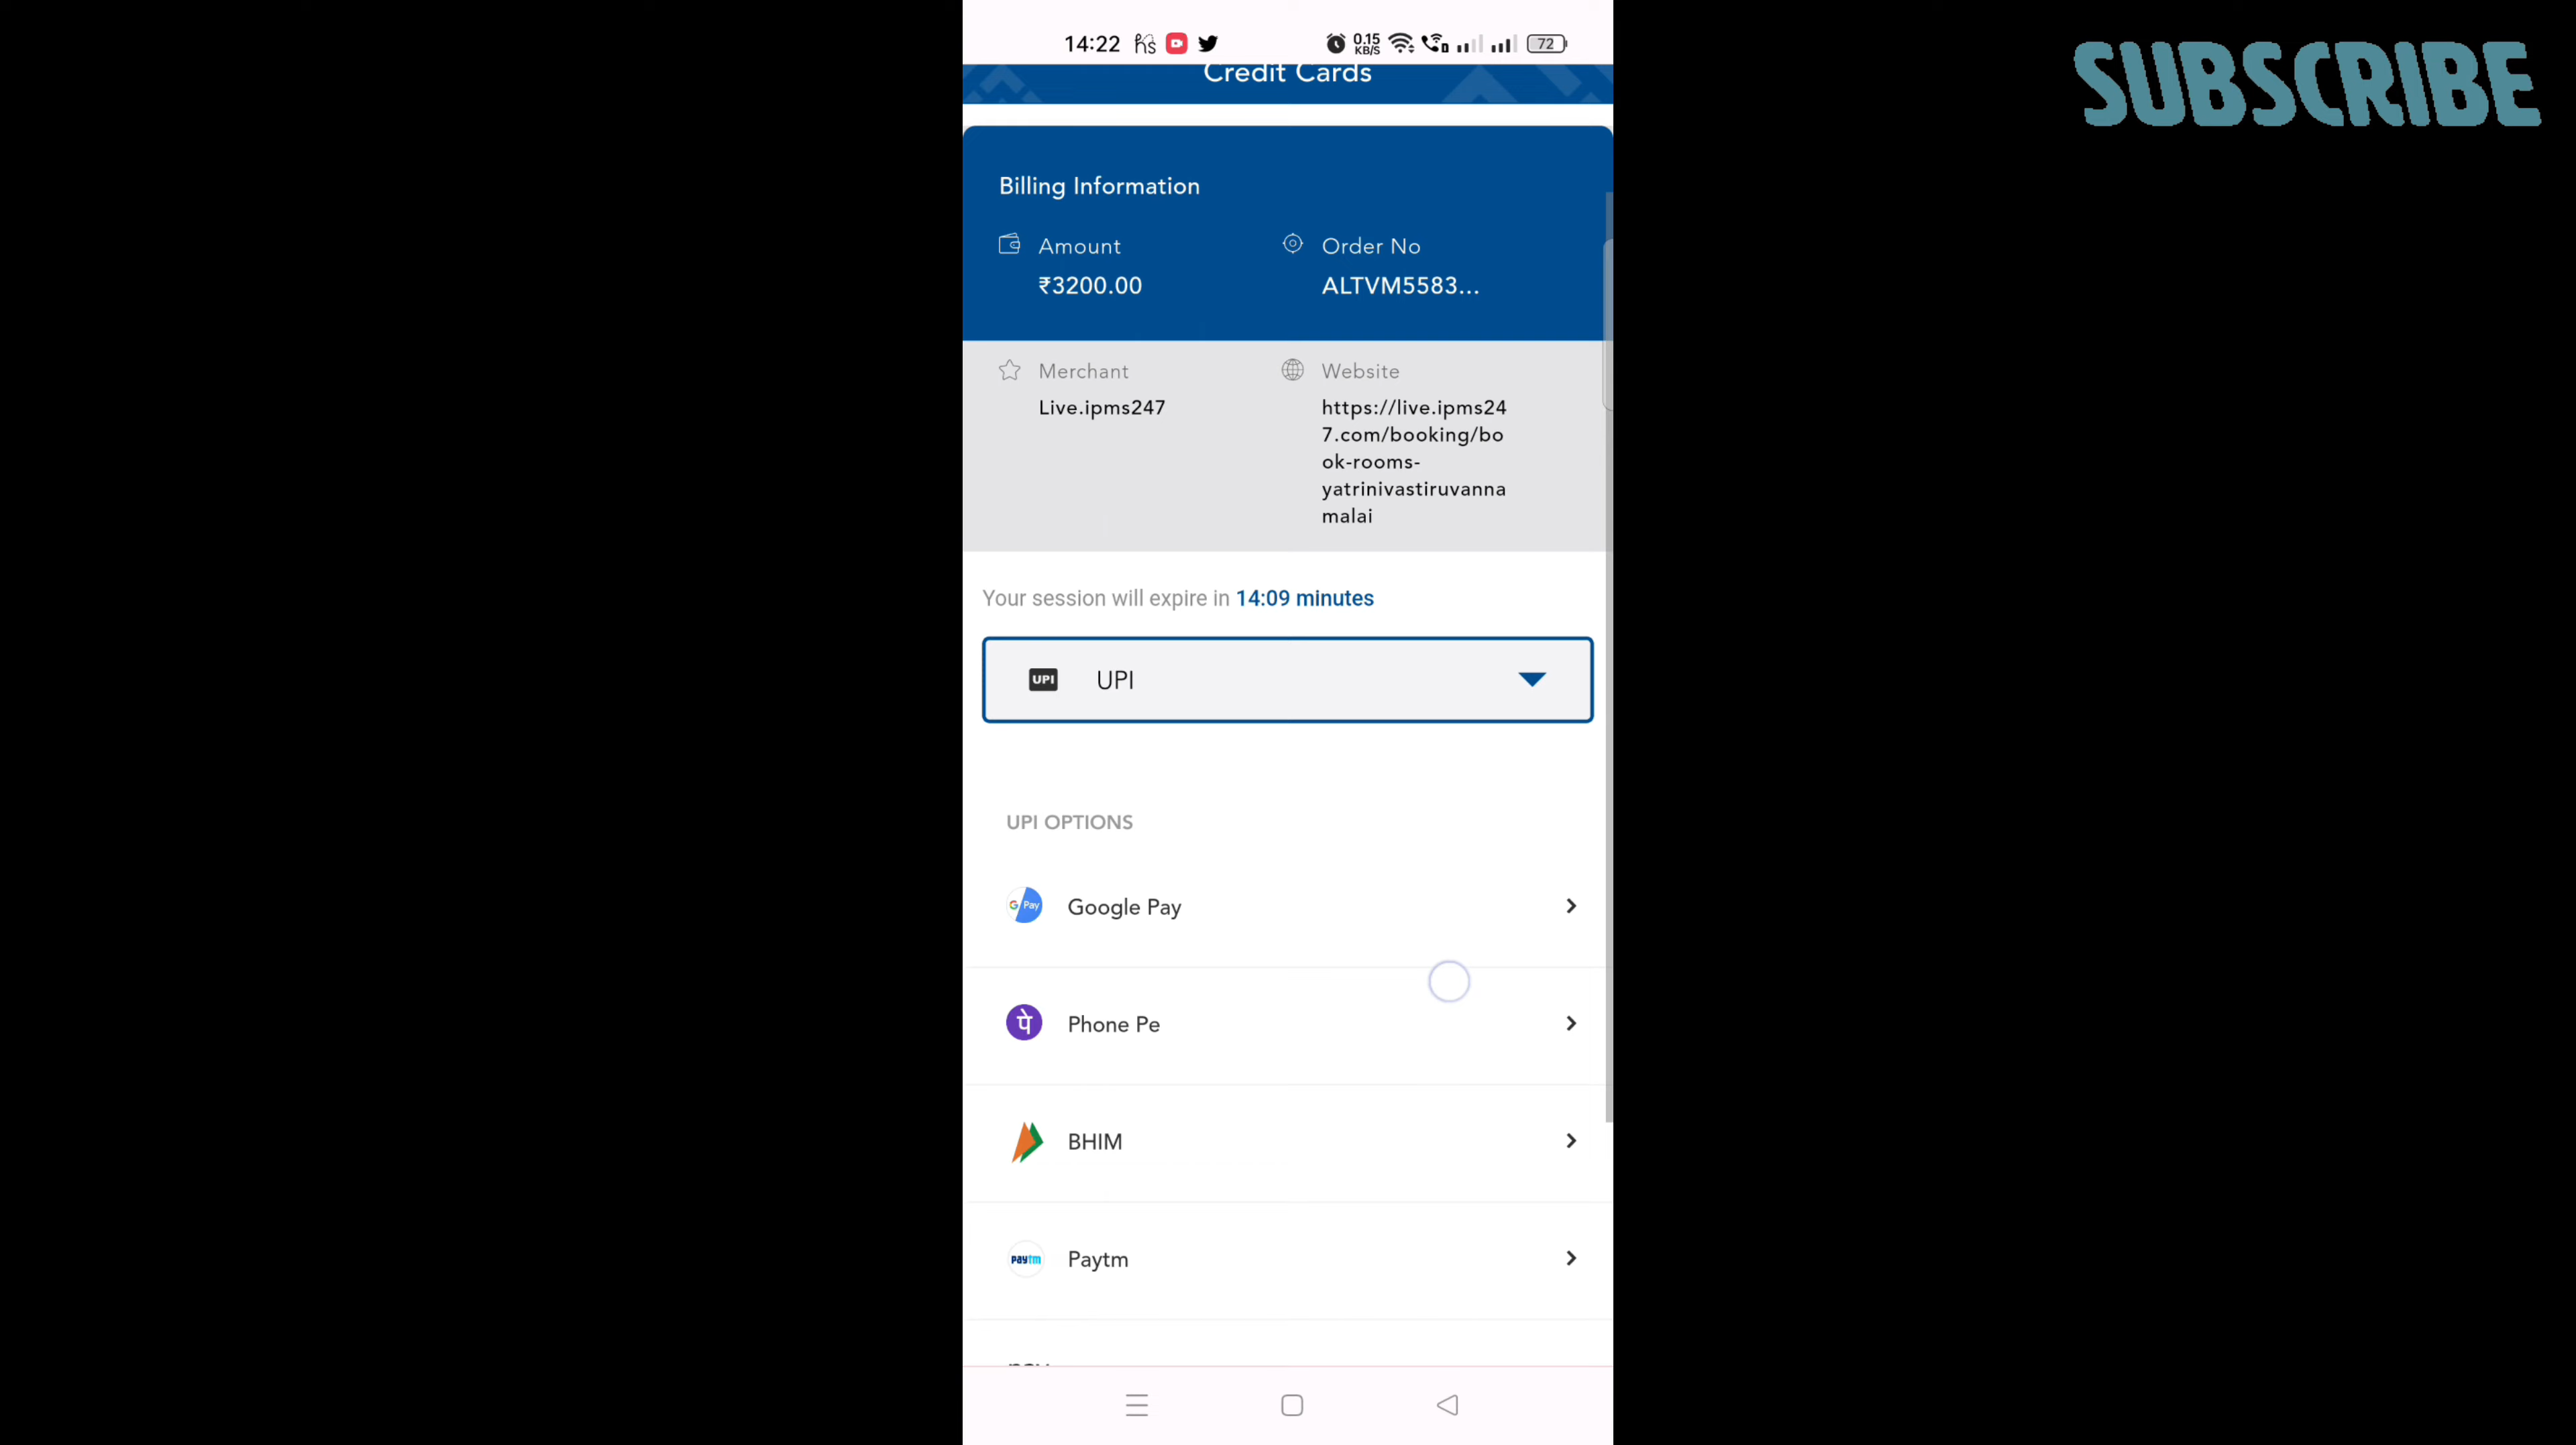 SUBSCRIBE
14:22
0.15
KB/S
72
Credit Cards
Billing Information
Amount
Order No
₹3200.00
ALTVM5583...
Merchant
Website
Live.ipms247
https://live.ipms24
7.com/booking/bo
ok-rooms-
yatrinivastiruvanna
malai
Your session will expire in 14:09 minutes
UPI UPI
UPI OPTIONS
G Pay Google Pay
पे Phone Pe
BHIM
paytm Paytm